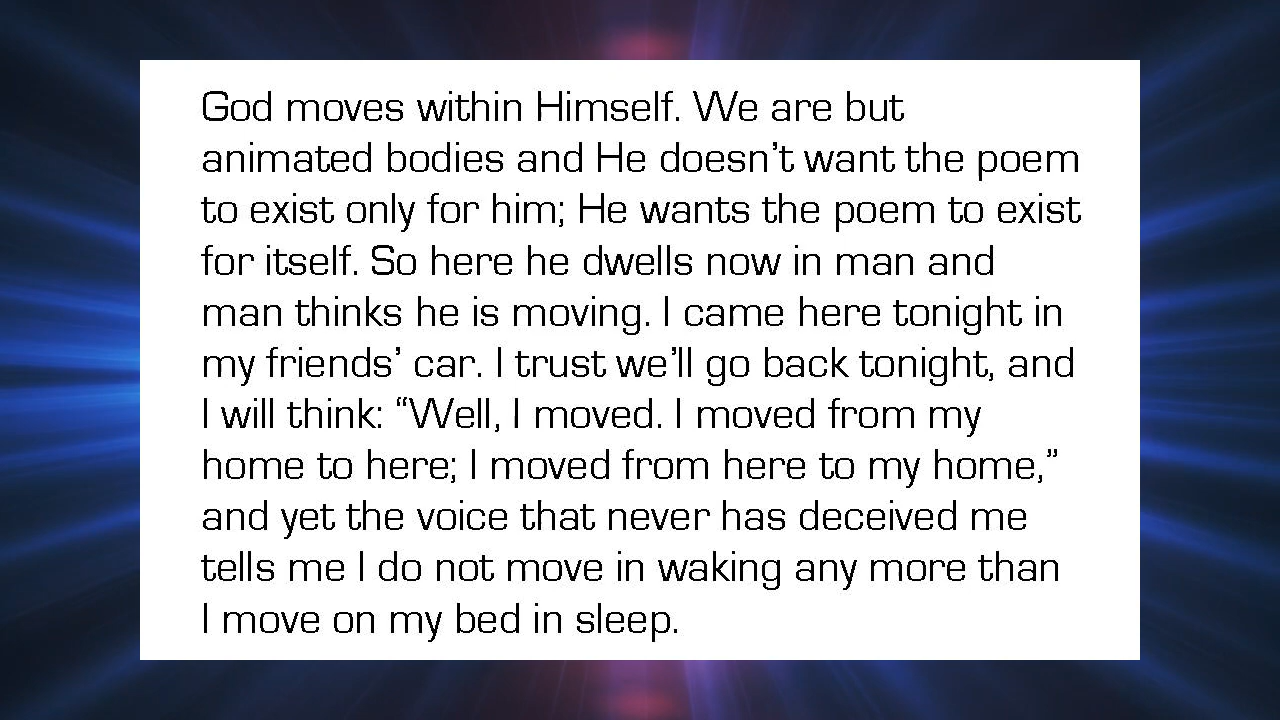 God moves within Himself. We are but
animated bodies and He doesn’t want the poem
to exist only for him; He wants the poem to exist
for itself. So here he dwells now in man and
man thinks he is moving. I came here tonight in
my friends’ car. I trust we’ll go back tonight, and
I will think: “Well, I moved. I moved from my
home to here; I moved from here to my home,”
and yet the voice that never has deceived me
tells me I do not move in waking any more than
I move on my bed in sleep.